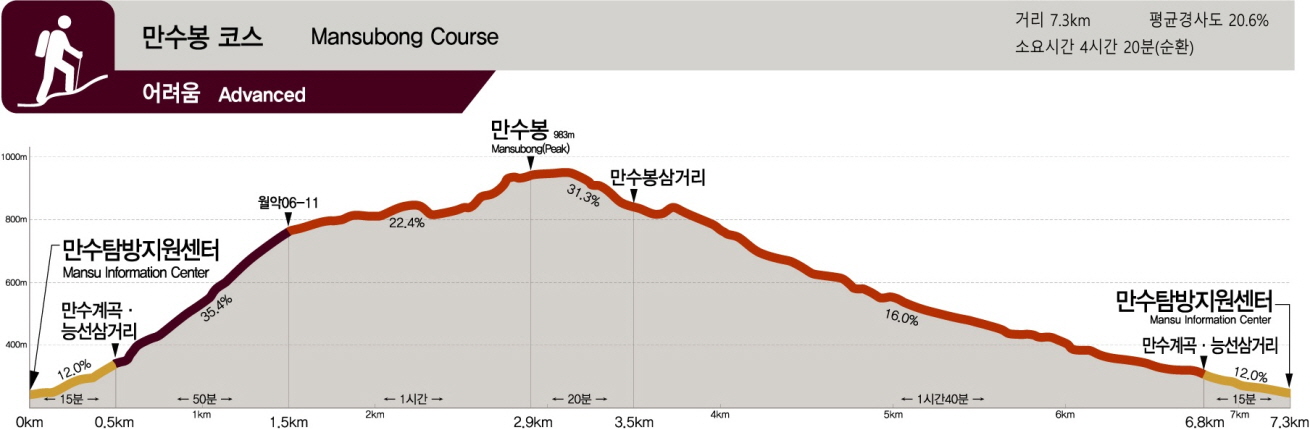 만수봉 코스 Mansubong Course
거리 7.3km 평균경사도 20.6%
소요시간 4시간 20분(순환)
어려움 Advanced
만수봉 983m
Mansubong(Peak)
1000m
만수봉삼거리
31.3%
월악06-11
800m
22.4%
만수탐방지원센터
Mansu Information Center
600m
만수계곡 ·
능선삼거리
35.4%
16.0%
만수탐방지원센터
Mansu Information Center
400m
만수계곡 · 능선삼거리
12.0%
12.0%
← 15분 → ← 50분 → ← 1시간 → ← 20분 → ← 1시간40분 → ← 15분 →
0km 0.5km 1km 1.5km 2km 2.9km 3.5km 4km 5km 6km 6.8km 7km 7.3km